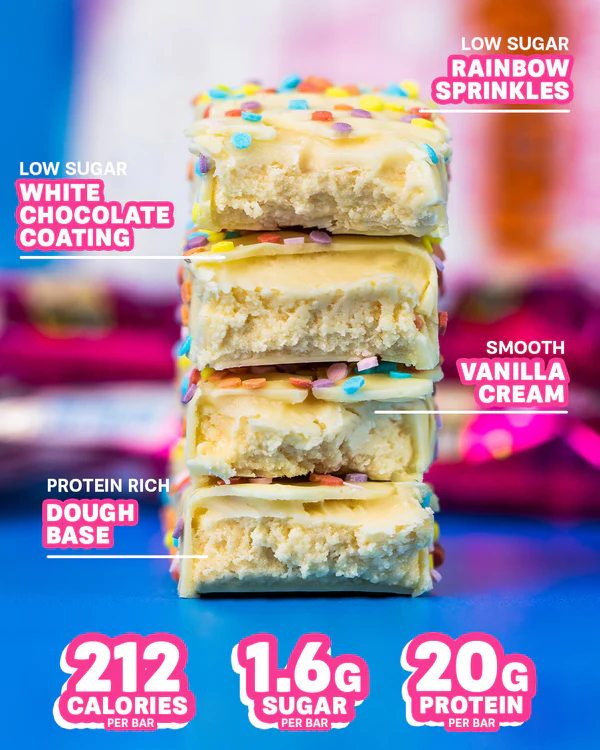 LOW SUGAR
RAINBOW
SPRINKLES
LOW SUGAR
WHITE
CHOCOLATE
COATING
SMOOTH
VANILLA
CREAM
PROTEIN RICH
DOUGH
BASE
212
CALORIES
PER BAR
1.6G
SUGAR
PER BAR
20G
PROTEIN
PER BAR